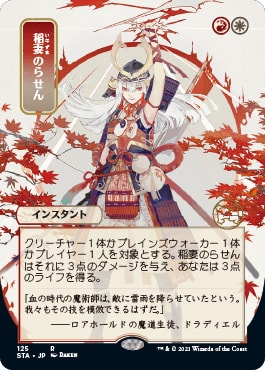 稲妻のらせん
いなずま
インスタント
クリーチャー1体かプレインズウォーカー1体
かプレイヤー1人を対象とする。稲妻のらせん
はそれに3点のダメージを与え、あなたは3点
のライフを得る。
「血の時代の魔術師は、敵に雷雨を降らせていたという。
我々もその技を模倣できるはずだ。」
──ロアホールドの魔道生徒、ドラディエル
125 R
STA・JP DAKEN
™ & © 2021 Wizards of the Coast